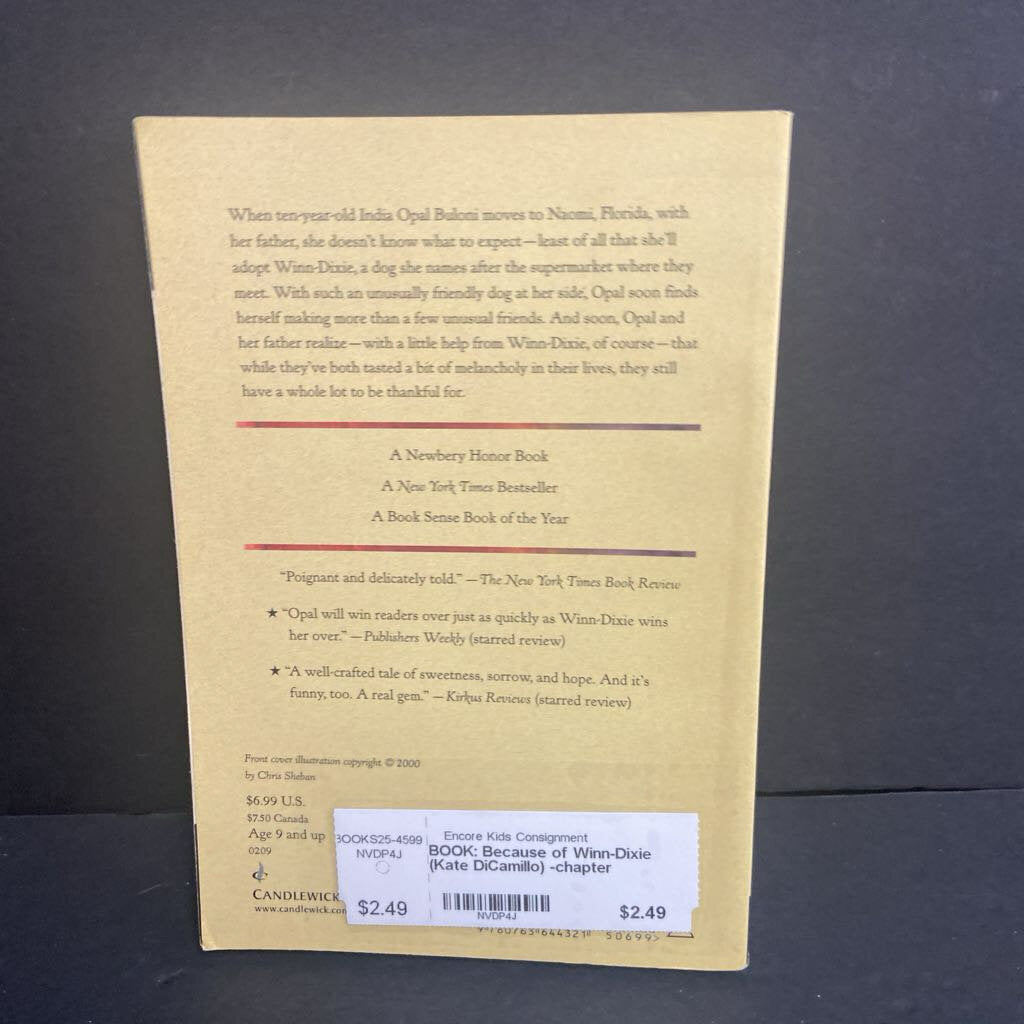 When ten-year-old India Opal Buloni moves to Naomi, Florida, with
her father, she doesn't know what to expect—least of all that she'll
adopt Winn-Dixie, a dog she names after the supermarket where they
meet. With such an unusually friendly dog at her side, Opal soon finds
herself making more than a few unusual friends. And soon, Opal and
her father realize—with a little help from Winn-Dixie, of course—that
while they've both tasted a bit of melancholy in their lives, they still
have a whole lot to be thankful for.
A Newbery Honor Book
A New York Times Bestseller
A Book Sense Book of the Year
"Poignant and delicately told." —The New York Times Book Review
★ "Opal will win readers over just as quickly as Winn-Dixie wins
her over." —Publishers Weekly (starred review)
★ "A well-crafted tale of sweetness, sorrow, and hope. And it's
funny, too. A real gem." —Kirkus Reviews (starred review)
Front cover illustration copyright © 2000
by Chris Sheban
$6.99 U.S.
$7.50 Canada
Age 9 and up
0209
CANDLEWICK
www.candlewick.com
BOOKS25-4599
NVDP4J
$2.49
Encore Kids Consignment
BOOK: Because of Winn-Dixie
(Kate DiCamillo) -chapter
NVDP4J
$2.49
9 780763 644321 50699>